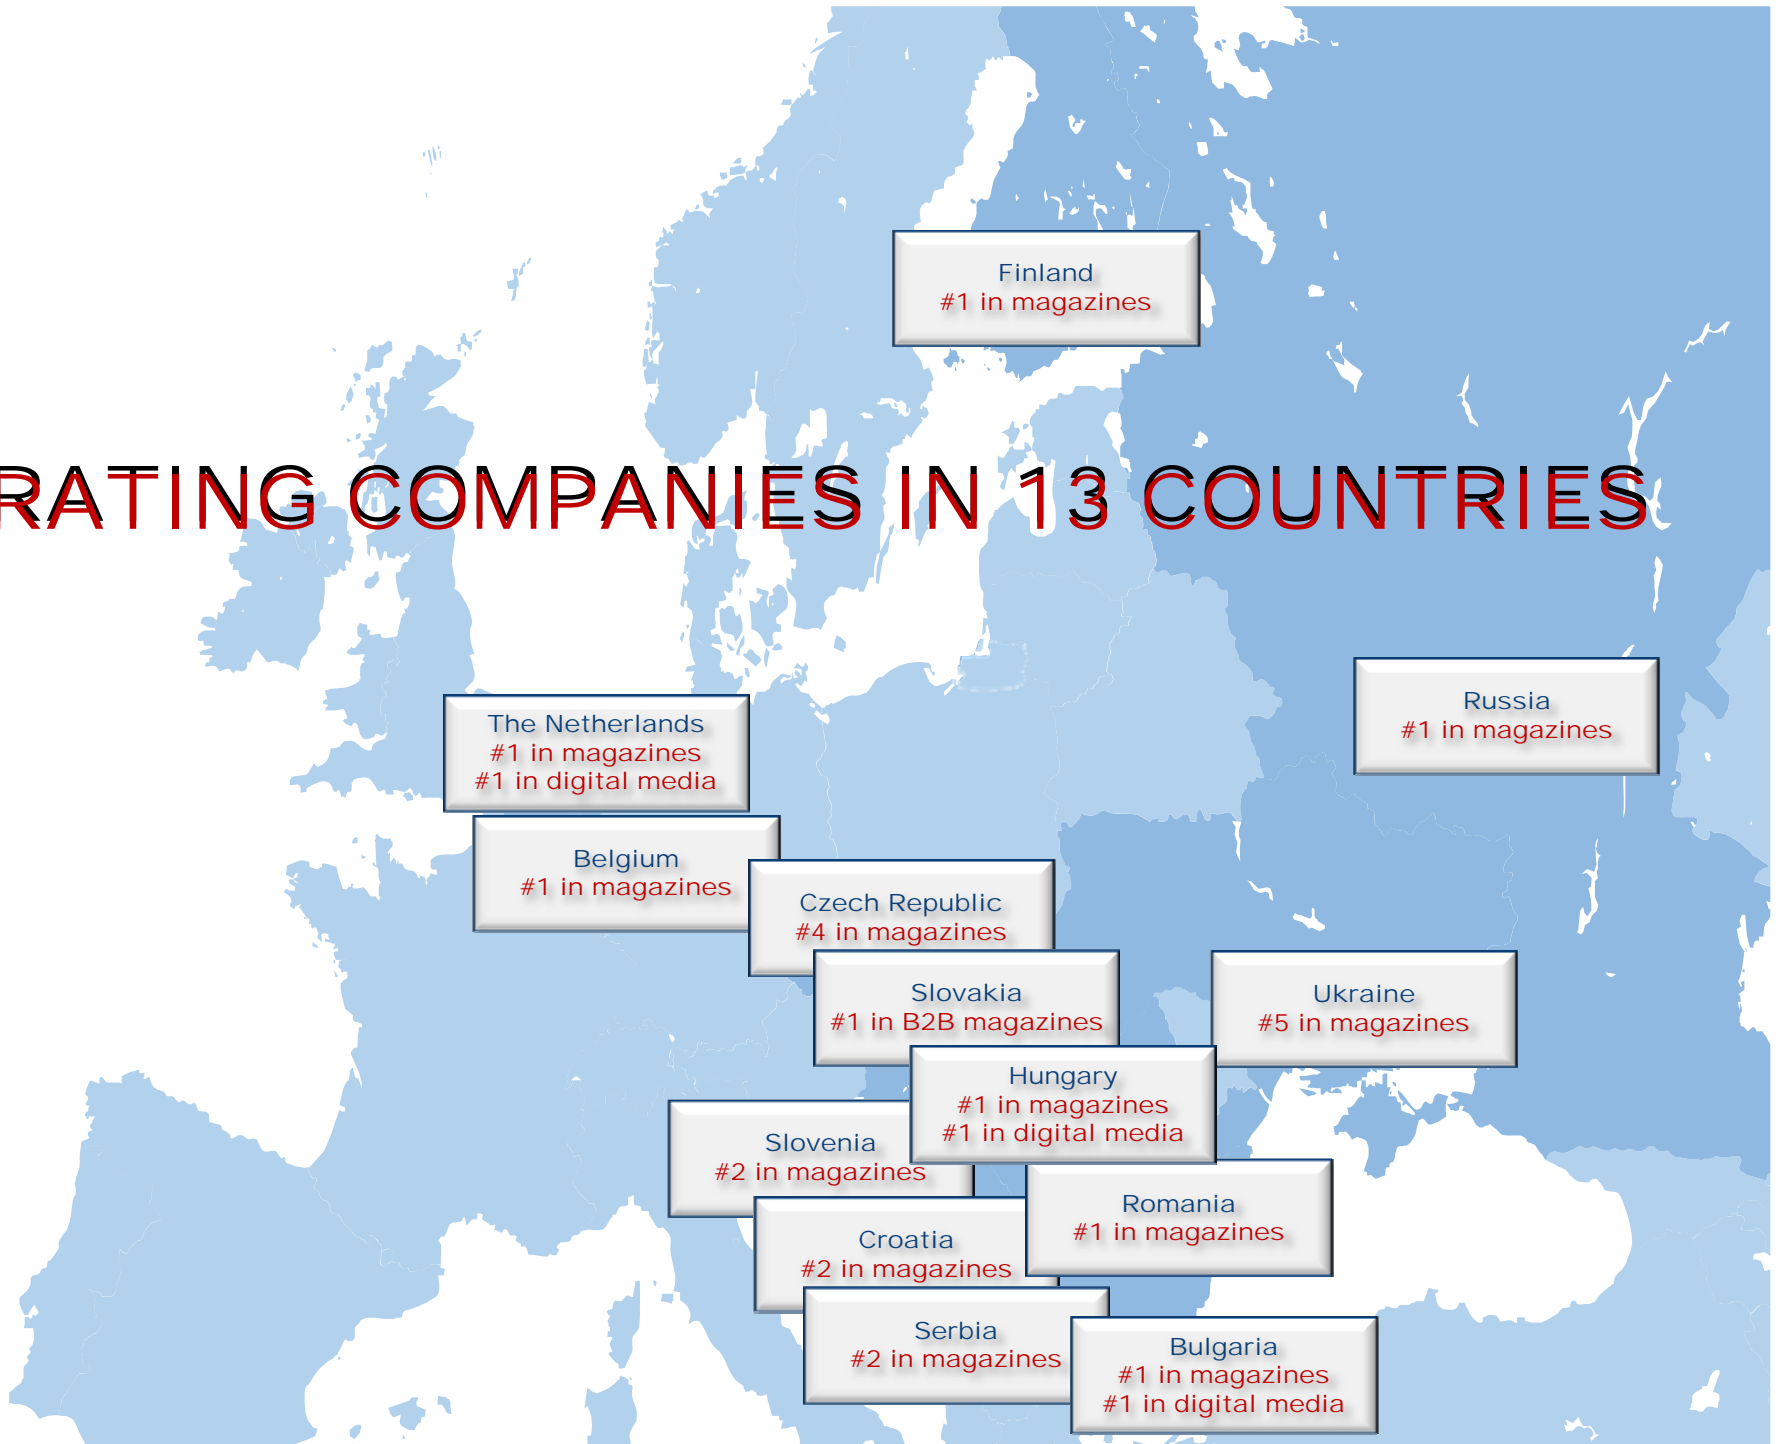 Finland
#1 in magazines
RATING COMPANIES IN 13 COUNTRIES
Russia
#1 in magazines
The Netherlands
#1 in magazines
#1 in digital media
Belgium
#1 in magazines
Czech Republic
#4 in magazines
Slovakia
#1 in B2B magazines
Ukraine
#5 in magazines
Hungary
#1 in magazines
#1 in digital media
Slovenia
#2 in magazines
Romania
#1 in magazines
Croatia
#2 in magazines
Serbia
#2 in magazines
Bulgaria
#1 in magazines
#1 in digital media